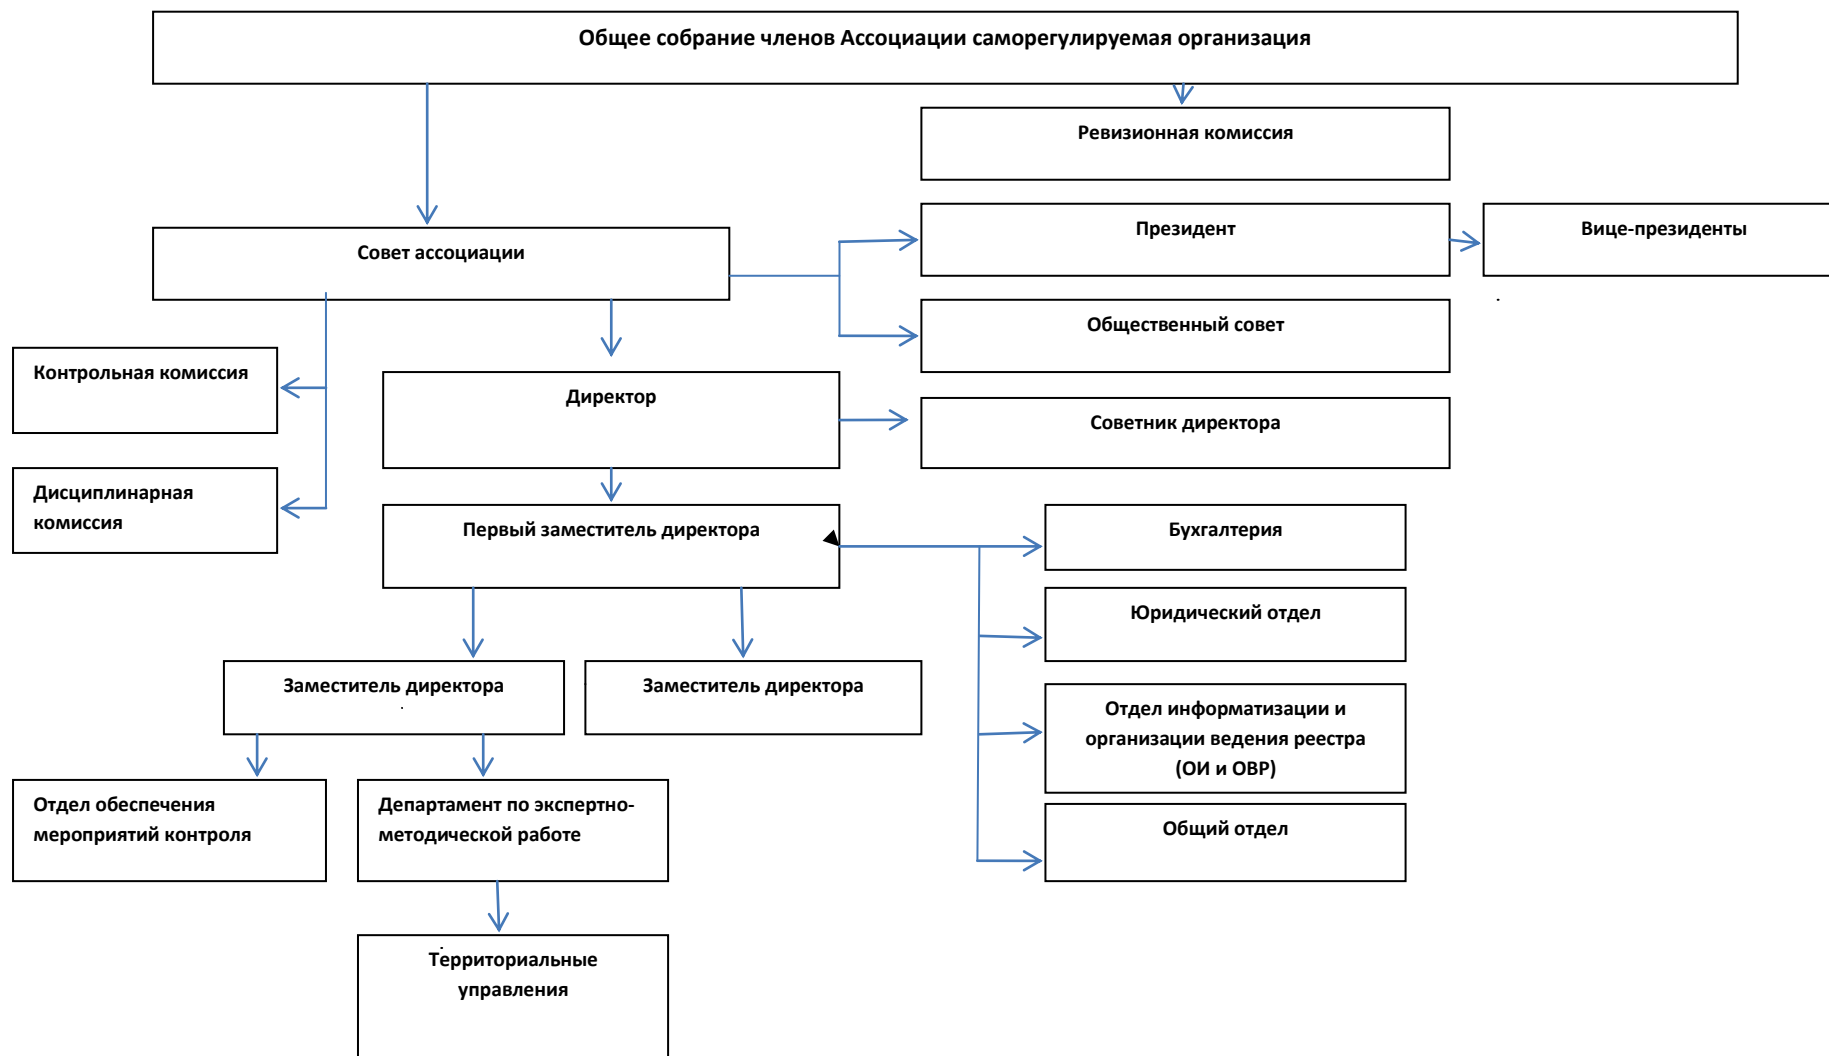 Общее собрание членов Ассоциации саморегулируемая организация
Ревизионная комиссия
Президент
Вице-президенты
Совет ассоциации
Общественный совет
Контрольная комиссия
Директор
Советник директора
Дисциплинарная
комиссия
Первый заместитель директора
Бухгалтерия
Юридический отдел
Заместитель директора
Заместитель директора
Отдел информатизации и
организации ведения реестра
(ОИ и ОВР)
Отдел обеспечения
мероприятий контроля
Департамент по экспертно-
методической работе
Общий отдел
Территориальные
управления